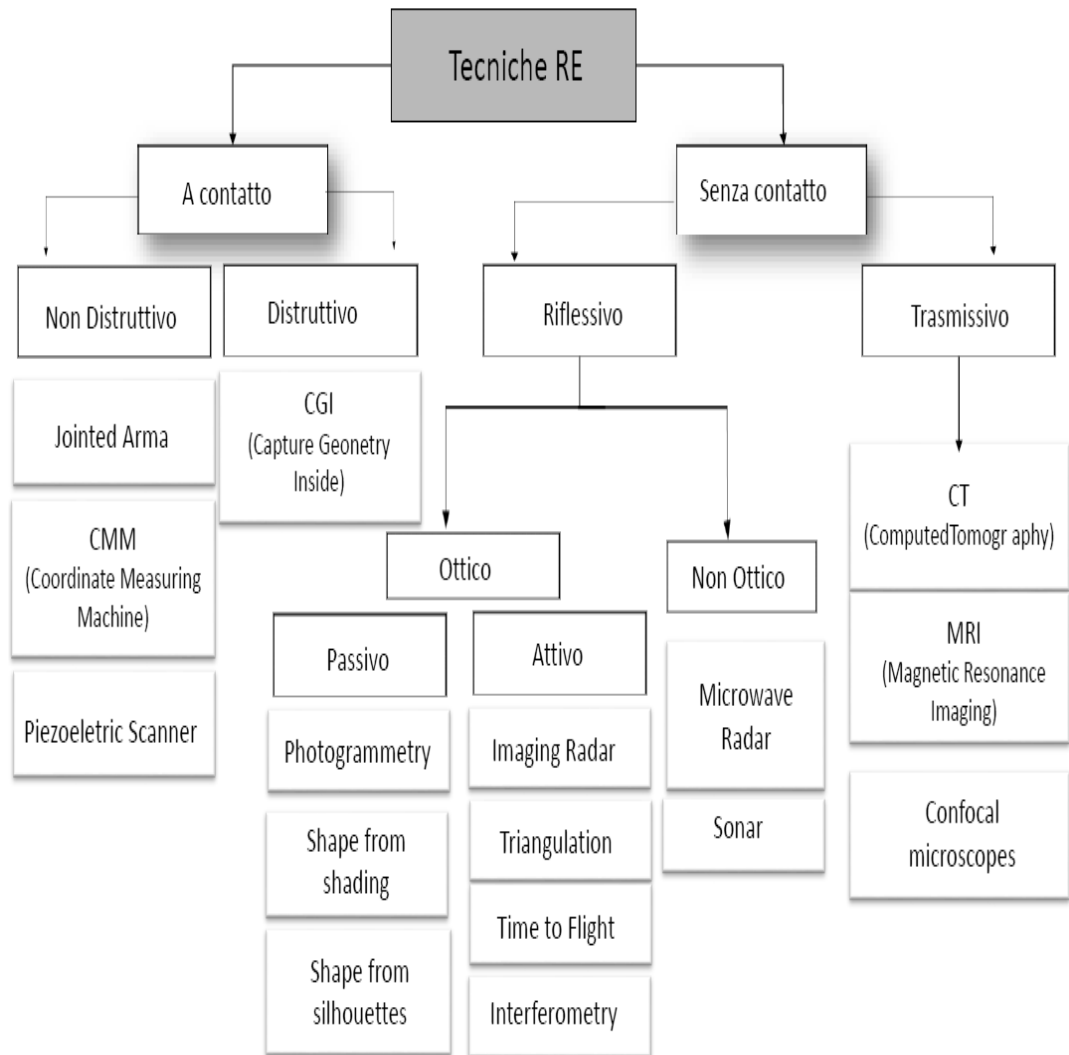 Tecniche RE
A contatto
Senza contatto
Non Distruttivo
Distruttivo
Riflessivo
Trasmissivo
Jointed Arma
CMM
(Coordinate Measuring
Machine)
Piezoeletric Scanner
CGI
(Capture Geometry
Inside)
Ottico
Non Ottico
Passivo
Photogrammetry
Shape from
shading
Shape from
silhouettes
Attivo
Imaging Radar
Triangulation
Time to Flight
Interferometry
Microwave
Radar
Sonar
CT
(ComputedTomogr aphy)
MRI
(Magnetic Resonance
Imaging)
Confocal
microscopes